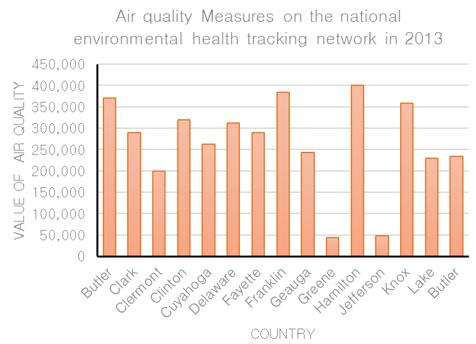 Air quality Measures on the national
environmental health tracking network in 2013
450,000
400,000
350,000
300,000
250,000
200,000
150,000
100,000
50,000
0
VALUE OF AIR QUALITY
Butler
Clark
Clermont
Clinton
Cuyahoga
Delaware
Fayette
Franklin
Geauga
Greene
Hamilton
Jefferson
Knox
Lake
Butler
COUNTRY